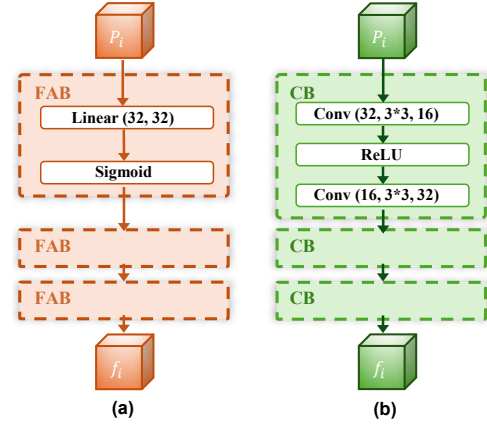 P_i
FAB
Linear (32, 32)
Sigmoid
FAB
FAB
f_i
(a)
P_i
CB
Conv (32, 3*3, 16)
ReLU
Conv (16, 3*3, 32)
CB
CB
f_i
(b)